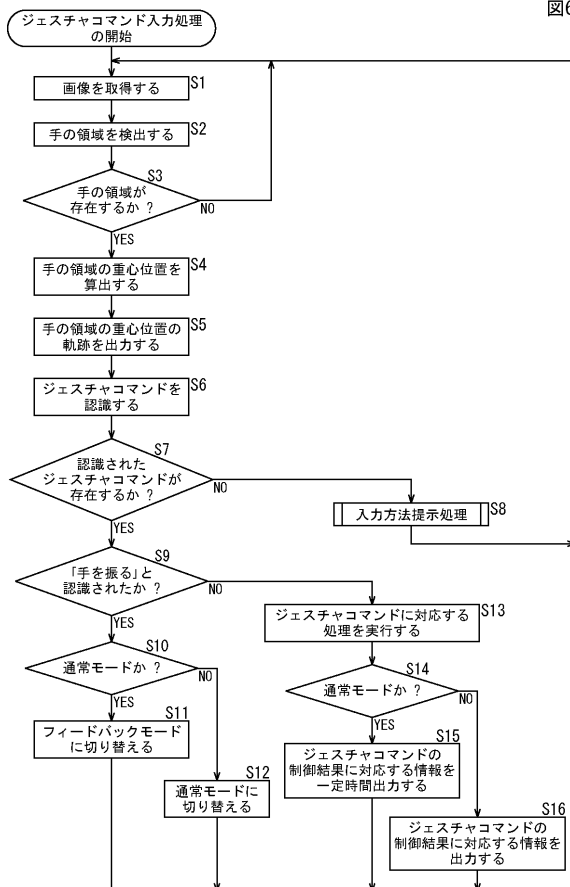 図6
ジェスチャコマンド入力処理
の開始
画像を取得する
S1
手の領域を検出する
S2
S3
手の領域が
存在するか ?
NO
YES
S4
手の領域の重心位置を
算出する
S5
手の領域の重心位置の
軌跡を出力する
S6
ジェスチャコマンドを
認識する
S7
認識された
ジェスチャコマンドが
存在するか ?
NO
YES
入力方法提示処理
S8
S9
「手を振る」と
認識されたか ?
NO
YES
S13
ジェスチャコマンドに対応する
処理を実行する
S10
通常モードか ?
NO
YES
S14
通常モードか ?
NO
YES
S11
フィードバックモード
に切り替える
S12
通常モードに
切り替える
S15
ジェスチャコマンドの
制御結果に対応する情報を
一定時間出力する
S16
ジェスチャコマンドの
制御結果に対応する情報を
出力する